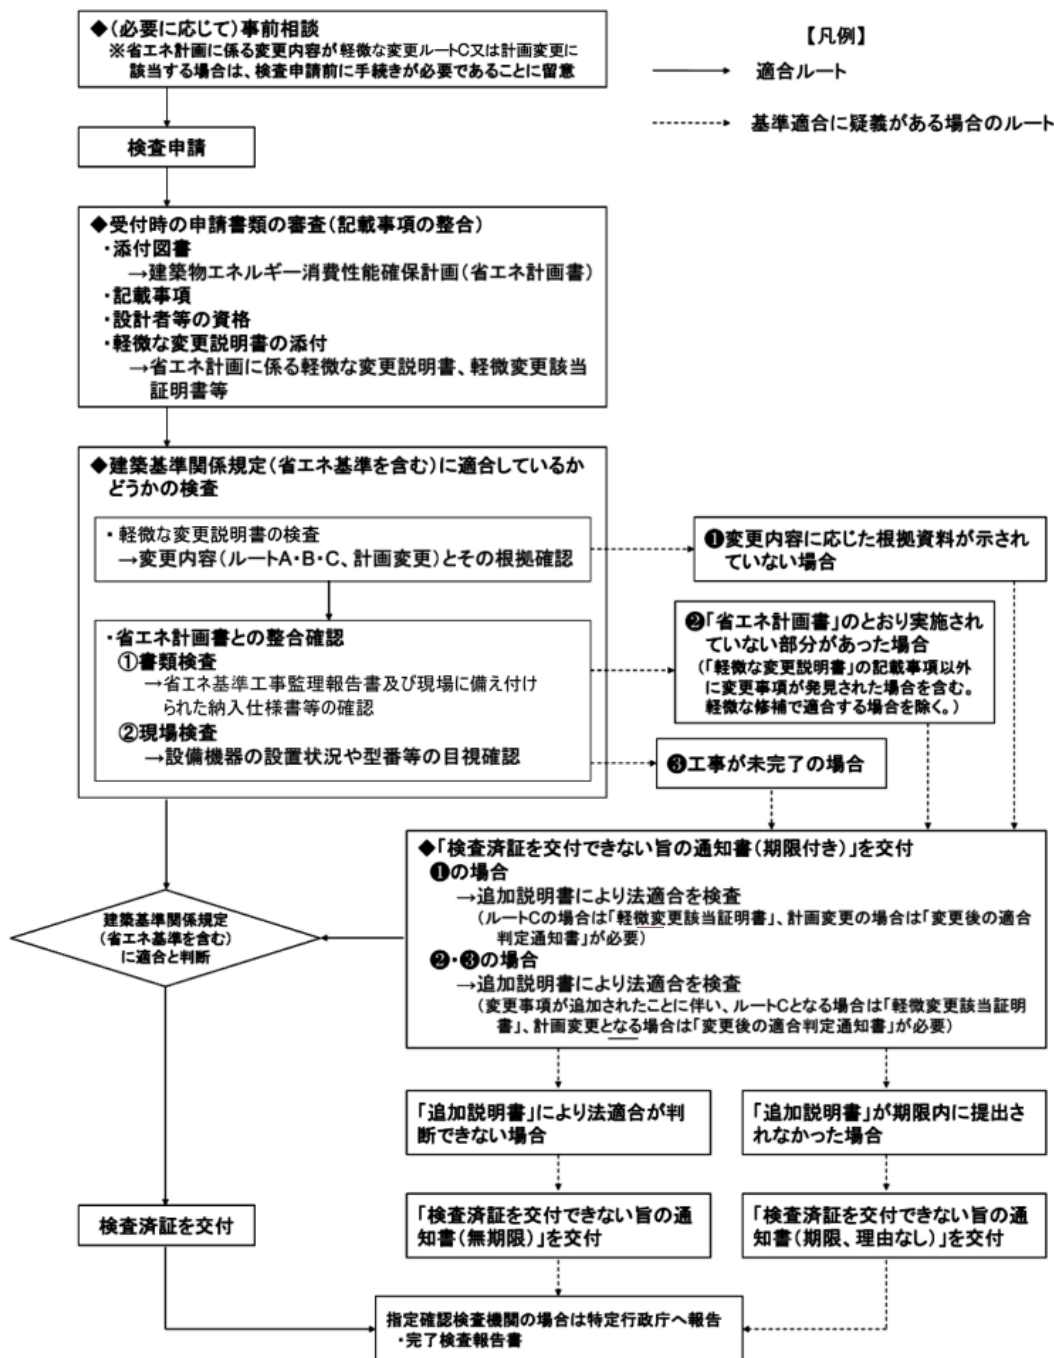 ◆(必要に応じて)事前相談
※省エネ計画に係る変更内容が軽微な変更ルートC又は計画変更に
該当する場合は、検査申請前に手続きが必要であることに留意
【凡例】
適合ルート
基準適合に疑義がある場合のルート
検査申請
◆受付時の申請書類の審査(記載事項の整合)
・添付図書
→建築物エネルギー消費性能確保計画(省エネ計画書)
・記載事項
・設計者等の資格
・軽微な変更説明書の添付
→省エネ計画に係る軽微な変更説明書、軽微変更該当
証明書等
◆建築基準関係規定(省エネ基準を含む)に適合しているか
どうかの検査
・軽微な変更説明書の検査
→変更内容(ルートA・B・C、計画変更)とその根拠確認
❶変更内容に応じた根拠資料が示され
ていない場合
・省エネ計画書との整合確認
①書類検査
→省エネ基準工事監理報告書及び現場に備え付け
られた納入仕様書等の確認
②現場検査
→設備機器の設置状況や型番等の目視確認
❷「省エネ計画書」のとおり実施され
ていない部分があった場合
(「軽微な変更説明書」の記載事項以外
に変更事項が発見された場合を含む。
軽微な修補で適合する場合を除く。)
❸工事が未完了の場合
◆「検査済証を交付できない旨の通知書(期限付き)」を交付
❶の場合
→追加説明書により法適合を検査
(ルートCの場合は「軽微変更該当証明書」、計画変更の場合は「変更後の適合
判定通知書」が必要)
❷・❸の場合
→追加説明書により法適合を検査
(変更事項が追加されたことに伴い、ルートCとなる場合は「軽微変更該当証明
書」、計画変更となる場合は「変更後の適合判定通知書」が必要)
建築基準関係規定
(省エネ基準を含む)
に適合と判断
「追加説明書」により法適合が判
断できない場合
「追加説明書」が期限内に提出さ
れなかった場合
検査済証を交付
「検査済証を交付できない旨の通
知書(無期限)」を交付
「検査済証を交付できない旨の通
知書(期限、理由なし)」を交付
指定確認検査機関の場合は特定行政庁へ報告
・完了検査報告書